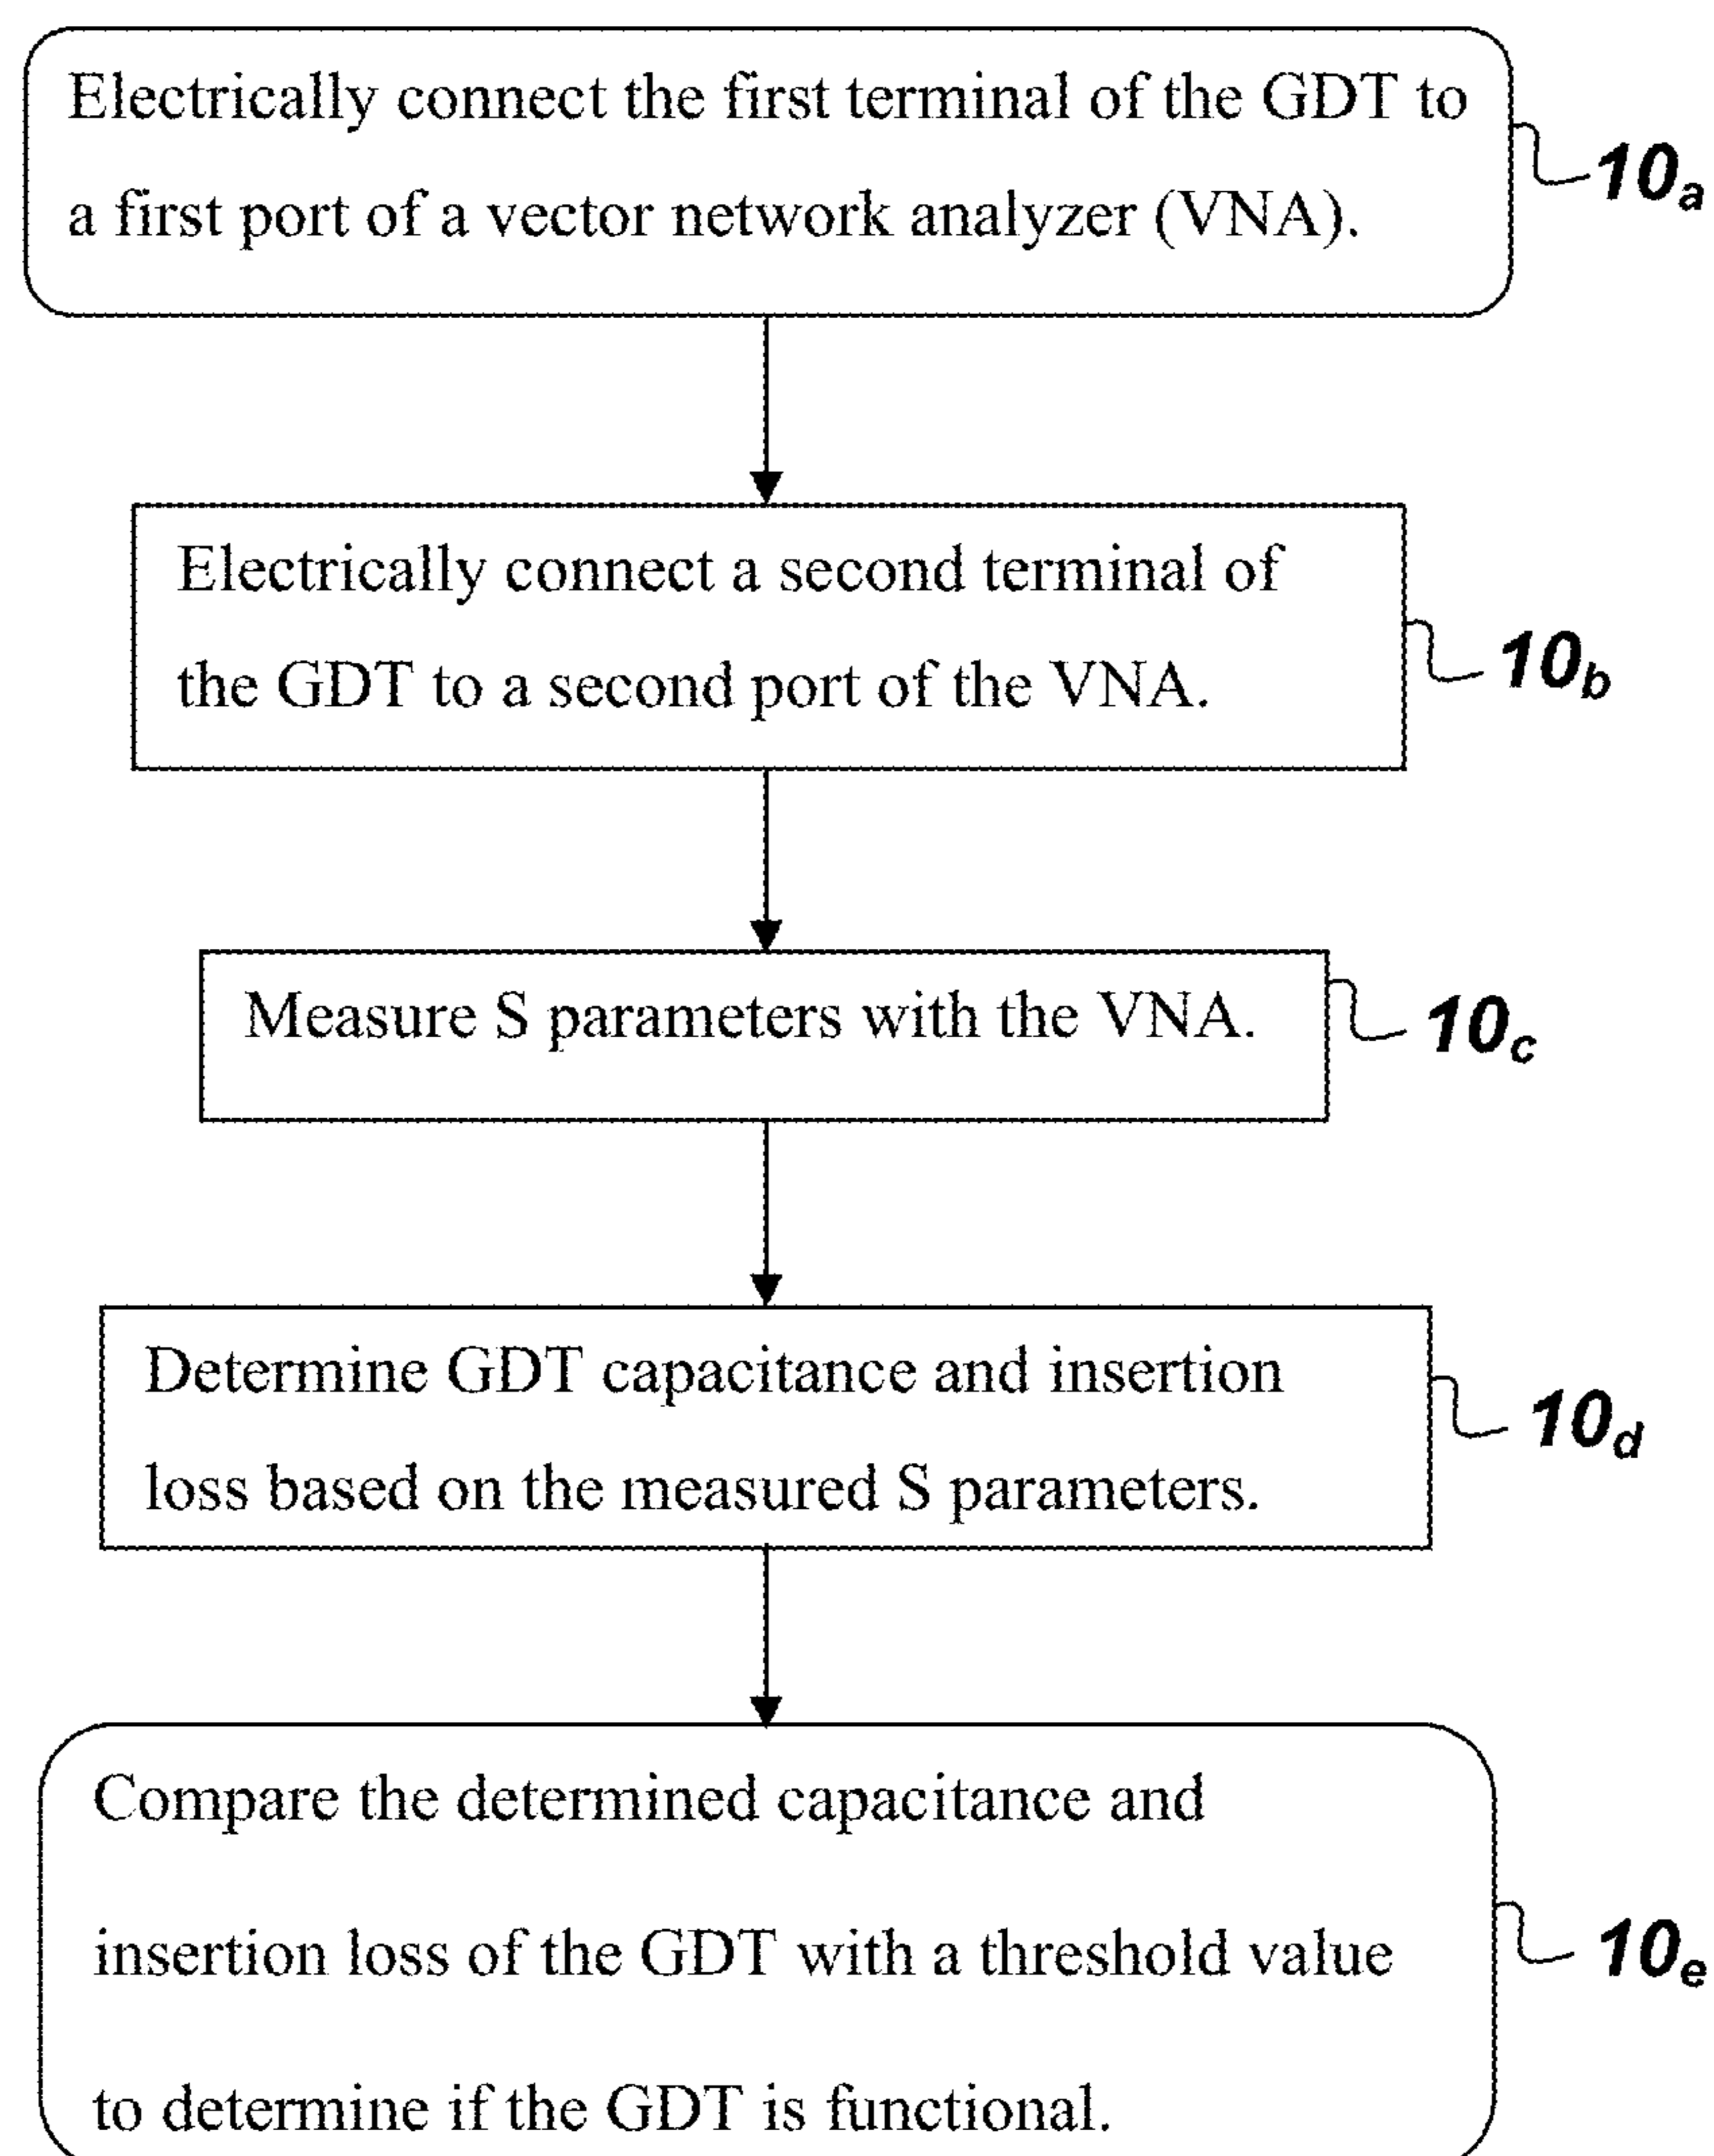 Electrically connect the first terminal of the GDT to
a first port of a vector network analyzer (VNA).
10a
Electrically connect a second terminal of
the GDT to a second port of the VNA.
10b
Measure S parameters with the VNA.
10c
Determine GDT capacitance and insertion
loss based on the measured S parameters.
10d
Compare the determined capacitance and
insertion loss of the GDT with a threshold value
to determine if the GDT is functional.
10e